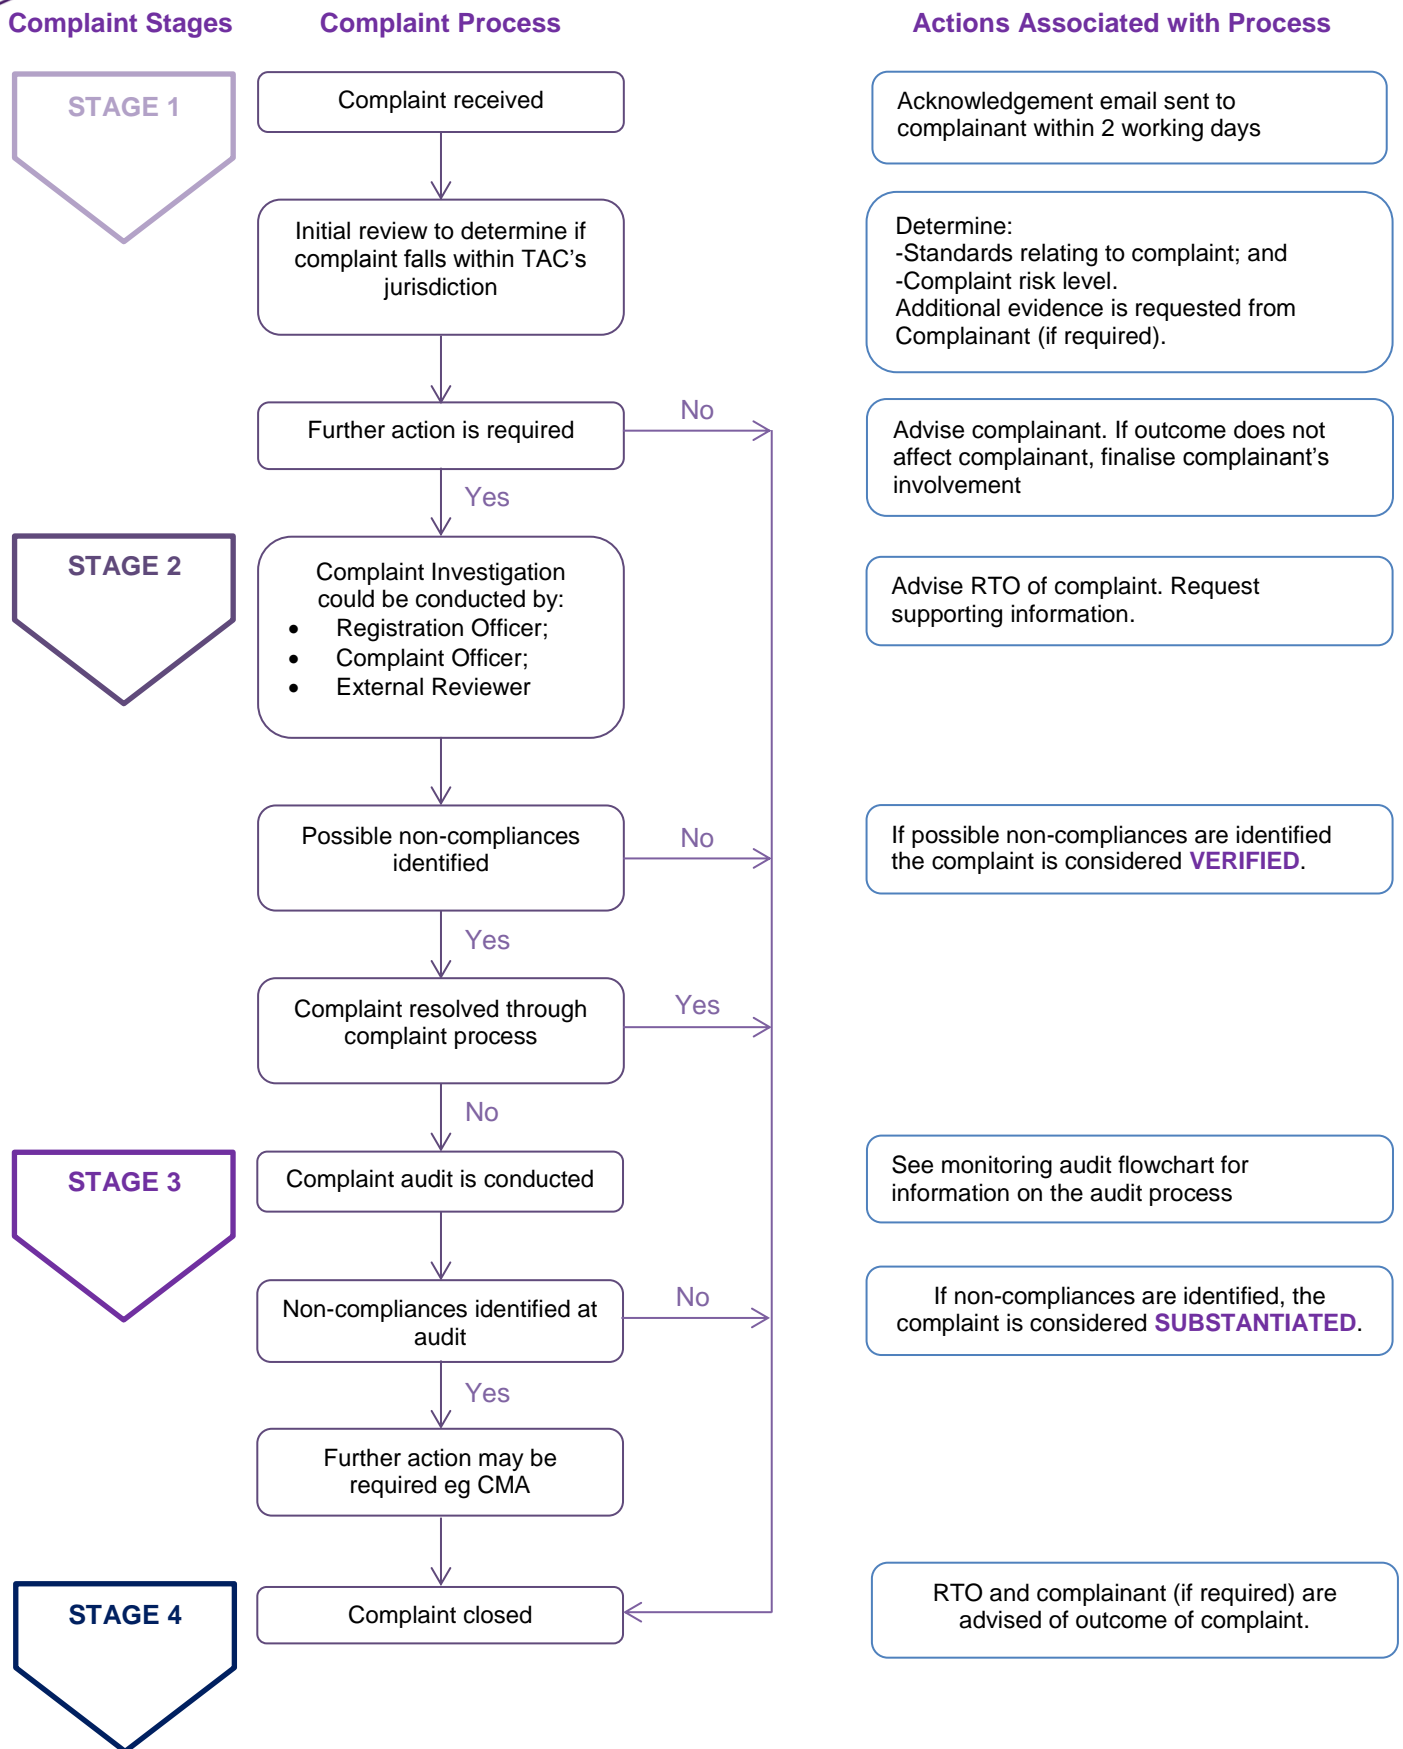 Complaint Stages
Complaint Process
Actions Associated with Process
STAGE 1
Complaint received
Acknowledgement email sent to
complainant within 2 working days
Initial review to determine if
complaint falls within TAC’s
jurisdiction
Determine:
-Standards relating to complaint; and
-Complaint risk level.
Additional evidence is requested from
Complainant (if required).
Further action is required
No
Advise complainant. If outcome does not
affect complainant, finalise complainant’s
involvement
Yes
STAGE 2
Complaint Investigation
could be conducted by:
• Registration Officer;
• Complaint Officer;
• External Reviewer
Advise RTO of complaint. Request
supporting information.
Possible non-compliances
identified
No
If possible non-compliances are identified
the complaint is considered VERIFIED.
Yes
Complaint resolved through
complaint process
Yes
No
STAGE 3
Complaint audit is conducted
See monitoring audit flowchart for
information on the audit process
Non-compliances identified at
audit
No
If non-compliances are identified, the
complaint is considered SUBSTANTIATED.
Yes
Further action may be
required eg CMA
STAGE 4
Complaint closed
RTO and complainant (if required) are
advised of outcome of complaint.